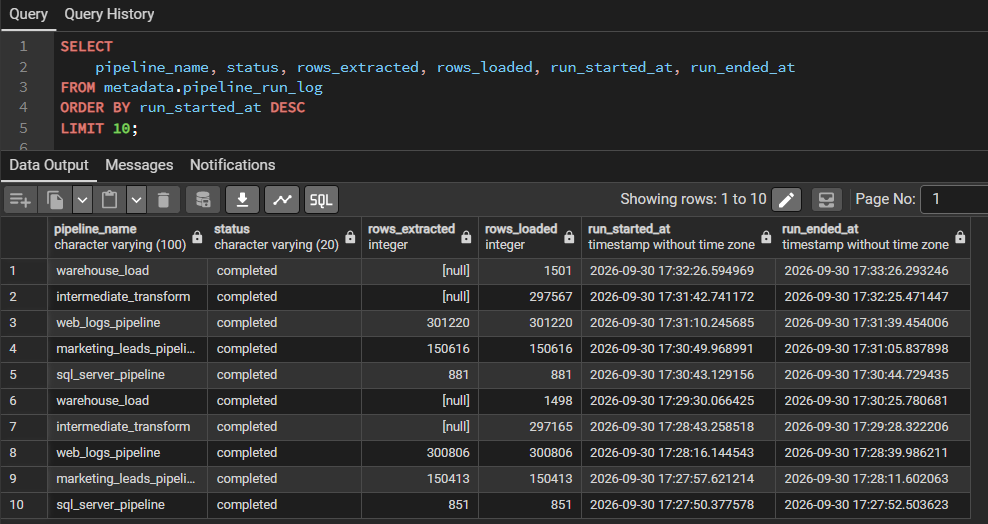 Query Query History
1 SELECT
2 pipeline_name, status, rows_extracted, rows_loaded, run_started_at, run_ended_at
3 FROM metadata.pipeline_run_log
4 ORDER BY run_started_at DESC
5 LIMIT 10;
6
Data Output Messages Notifications
SQL Showing rows: 1 to 10 Page No: 1
pipeline_name status rows_extracted rows_loaded run_started_at run_ended_at
character varying (100) character varying (20) integer integer timestamp without time zone timestamp without time zone
1 warehouse_load completed [null] 1501 2026-09-30 17:32:26.594969 2026-09-30 17:33:26.293246
2 intermediate_transform completed [null] 297567 2026-09-30 17:31:42.741172 2026-09-30 17:32:25.471447
3 web_logs_pipeline completed 301220 301220 2026-09-30 17:31:10.245685 2026-09-30 17:31:39.454006
4 marketing_leads_pipeli... completed 150616 150616 2026-09-30 17:30:49.968991 2026-09-30 17:31:05.837898
5 sql_server_pipeline completed 881 881 2026-09-30 17:30:43.129156 2026-09-30 17:30:44.729435
6 warehouse_load completed [null] 1498 2026-09-30 17:29:30.066425 2026-09-30 17:30:25.780681
7 intermediate_transform completed [null] 297165 2026-09-30 17:28:43.258518 2026-09-30 17:29:28.322206
8 web_logs_pipeline completed 300806 300806 2026-09-30 17:28:16.144543 2026-09-30 17:28:39.986211
9 marketing_leads_pipeli... completed 150413 150413 2026-09-30 17:27:57.621214 2026-09-30 17:28:11.602063
10 sql_server_pipeline completed 851 851 2026-09-30 17:27:50.377578 2026-09-30 17:27:52.503623